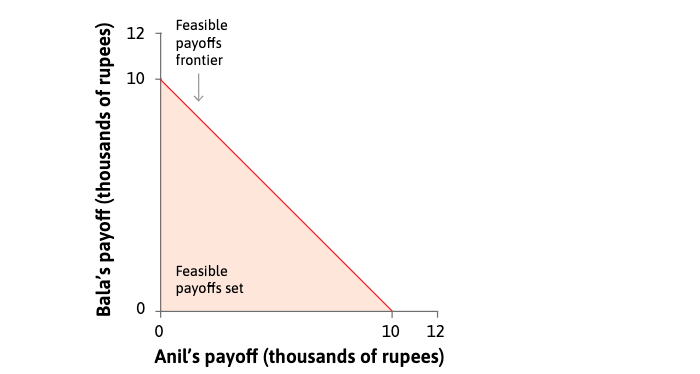 Feasible
payoffs
frontier
12
10
0
Bala's payoff (thousands of rupees)
Feasible
payoffs set
0
10
12
Anil's payoff (thousands of rupees)